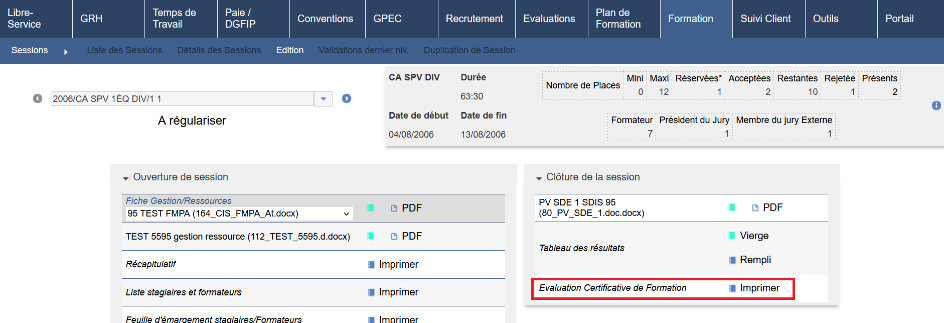 Libre-Service GRH Temps de Travail Paie / DGFIP Conventions GPEC Recrutement Evaluations Plan de Formation Formation Suivi Client Outils Portail
Sessions Liste des Sessions Détails des Sessions Edition Validations dernier niv. Duplication de Session
2006/CA SPV 1ÉQ DIV/1 1
A régulariser
CA SPV DIV Durée
63:30
Date de début Date de fin
04/08/2006 13/08/2006
Mini Maxi Réservées* Acceptées Restantes Rejetée Présents
Nombre de Places 0 12 1 2 10 1 2
Formateur Président du Jury Membre du jury Externe
7 1 1
Ouverture de session
Fiche Gestion/Ressources
95 TEST FMPA (164_CIS_FMPA_At.docx) PDF
TEST 5595 gestion ressource (112_TEST_5595.d.docx) PDF
Récapitulatif Imprimer
Liste stagiaires et formateurs Imprimer
Feuille d'émargement stagiaires/Formateurs Imprimer
Clôture de la session
PV SDE 1 SDIS 95
(80_PV_SDE_1.doc.docx) PDF
Tableau des résultats Vierge
Rempli
Evaluation Certificative de Formation Imprimer